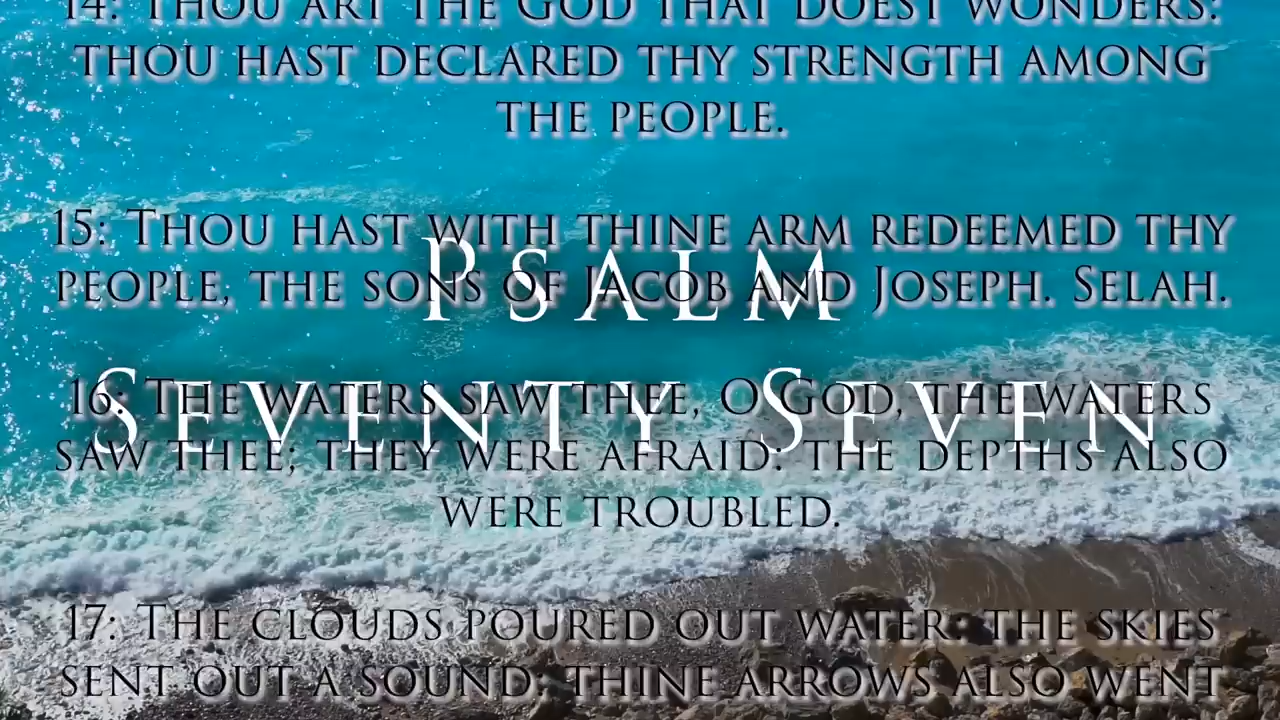 14: Thou art the God that doest wonders:
thou hast declared thy strength among
the people.
15: Thou hast with thine arm redeemed thy
people, the sons of Jacob and Joseph. Selah.
Psalm
Seventy Seven
16: The waters saw thee, O God, the waters
saw thee; they were afraid: the depths also
were troubled.
17: The clouds poured out water: the skies
sent out a sound: thine arrows also went